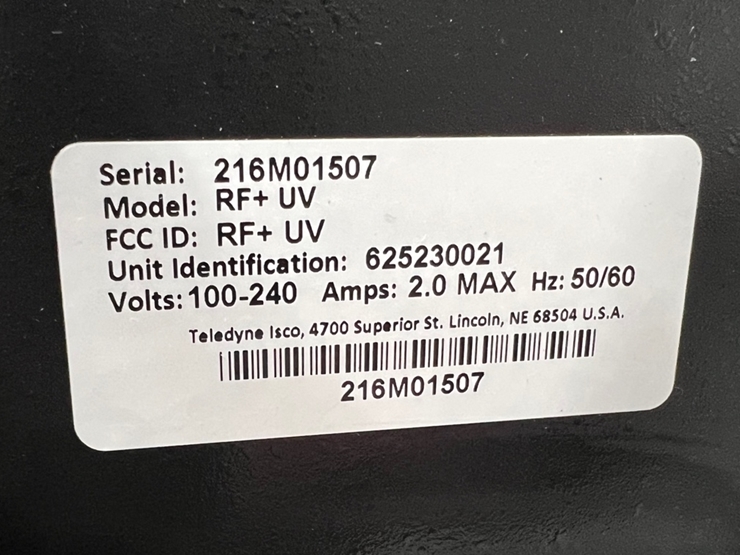 Serial: 216M01507
Model: RF+ UV
FCC ID: RF+ UV
Unit Identification: 625230021
Volts: 100-240 Amps: 2.0 MAX Hz: 50/60
Teledyne Isco, 4700 Superior St. Lincoln, NE 68504 U.S.A.
216M01507